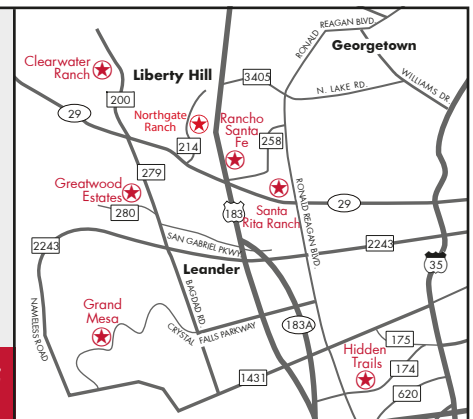 RONALD REAGAN BLVD.
Georgetown
Clearwater
Ranch
Liberty Hill
3405
N. LAKE RD.
WILLIAMS DR.
200
29
Northgate
Ranch
Rancho
Santa
Fe
258
214
279
Greatwood
Estates
280
183
Santa
Rita Ranch
RONALD REAGAN BLVD.
29
SAN GABRIEL PKWY.
2243
2243
35
Leander
NAMELESS ROAD
BAGDAD RD.
Grand
Mesa
CRYSTAL FALLS PARKWAY
183A
175
Hidden
Trails
174
1431
620